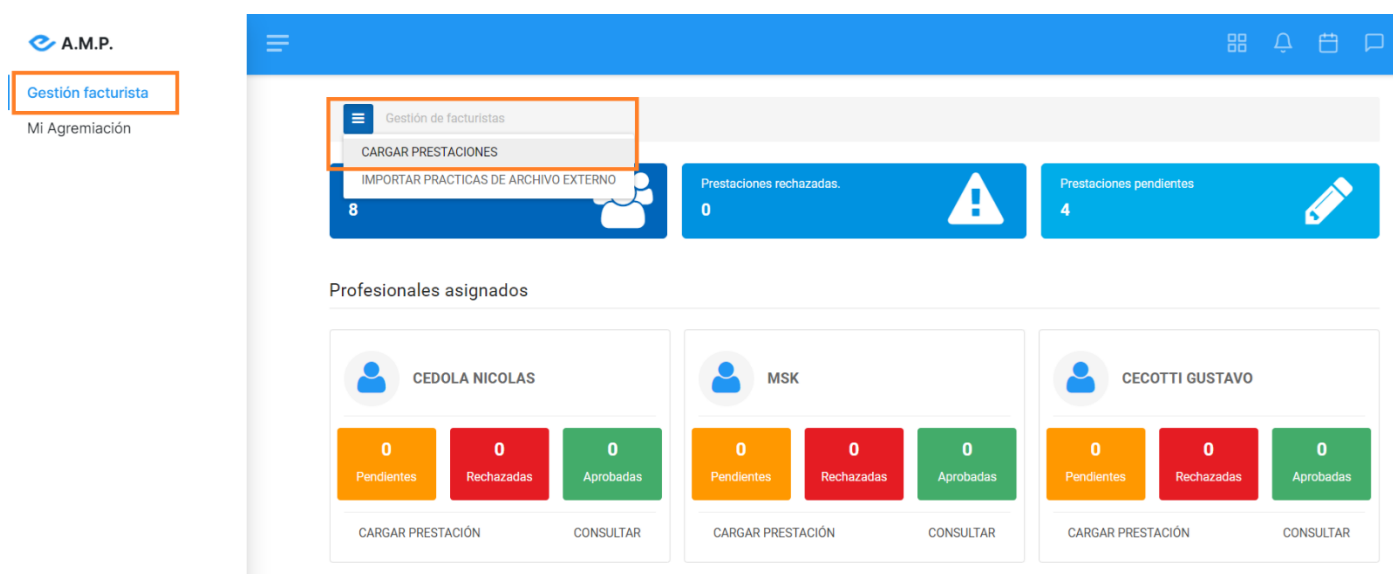 A.M.P.
Gestión facturista
Mi Agremiación
Gestión de facturistas
CARGAR PRESTACIONES
IMPORTAR PRACTICAS DE ARCHIVO EXTERNO
8
Prestaciones rechazadas.
0
Prestaciones pendientes
4
Profesionales asignados
CEDOLA NICOLAS
MSK
CECOTTI GUSTAVO
0 0 0 0 0 0 0 0 0
Pendientes Rechazadas Aprobadas Pendientes Rechazadas Aprobadas Pendientes Rechazadas Aprobadas
CARGAR PRESTACIÓN CONSULTAR CARGAR PRESTACIÓN CONSULTAR CARGAR PRESTACIÓN CONSULTAR